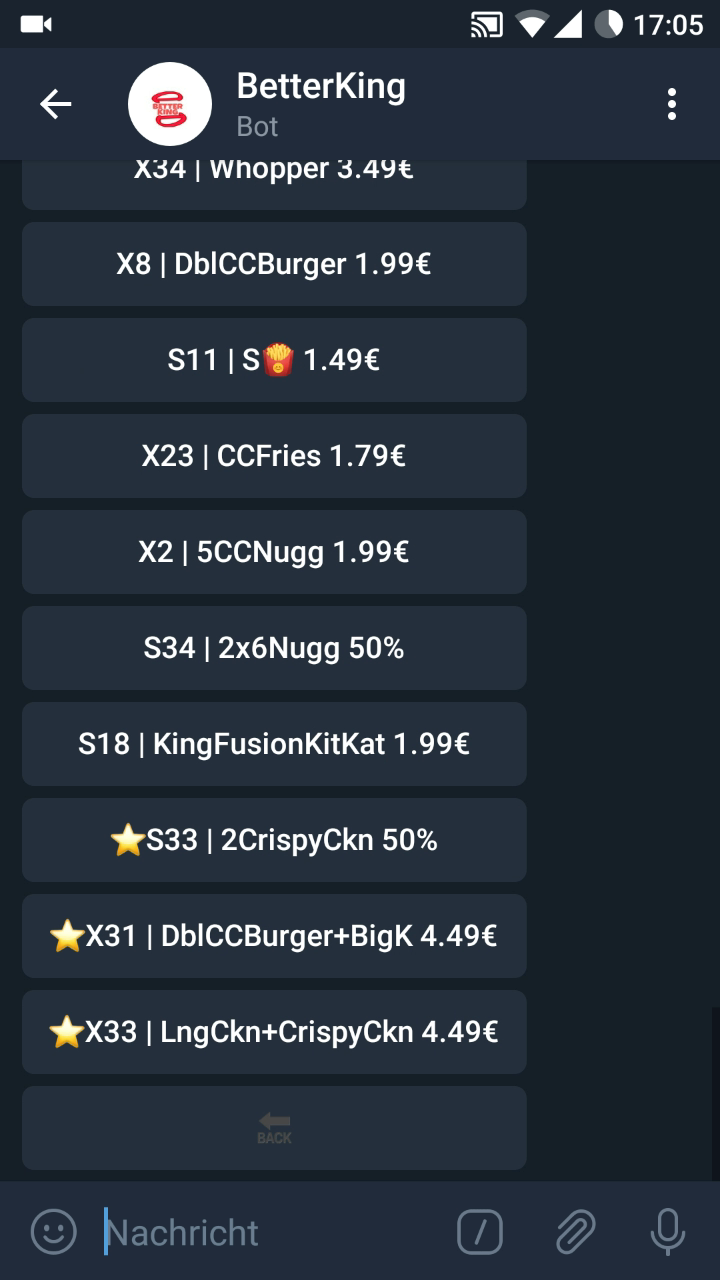 17:05
BETTER
KING
BetterKing
Bot
X34 | Whopper 3.49€
X8 | DblCCBurger 1.99€
S11 | S🍟 1.49€
X23 | CCFries 1.79€
X2 | 5CCNugg 1.99€
S34 | 2x6Nugg 50%
S18 | KingFusionKitKat 1.99€
⭐S33 | 2CrispyCkn 50%
⭐X31 | DblCCBurger+BigK 4.49€
⭐X33 | LngCkn+CrispyCkn 4.49€
BACK
Nachricht